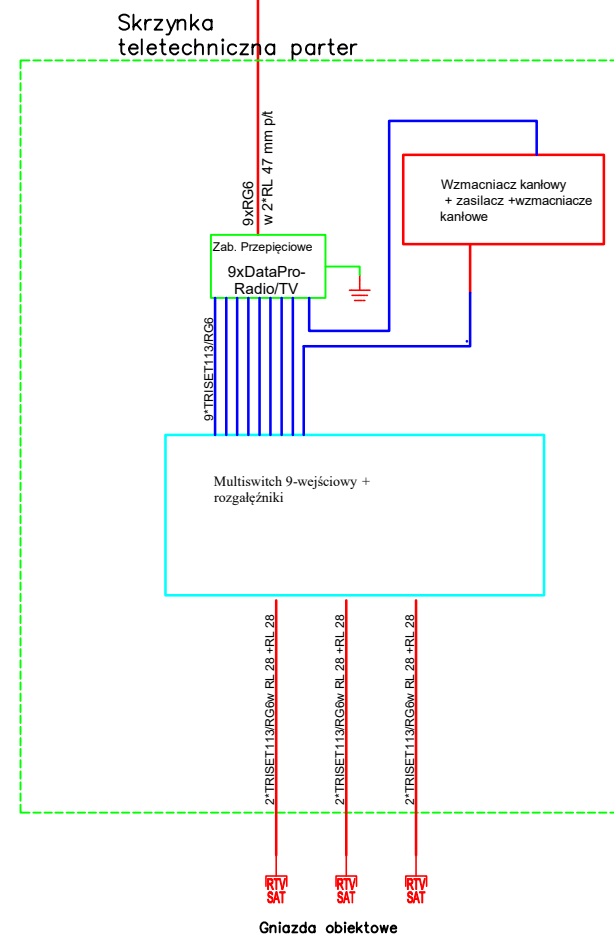 Skrzynka
teletechniczna parter
9xRG6
w 2*RL 47 mm p/t
Wzmacniacz kanłowy
+ zasilacz +wzmacniacze
kanłowe
Zab. Przepięciowe
9xDataPro-
Radio/TV
9*TRISET113/RG6
Multiswitch 9-wejściowy +
rozgałęźniki
2*TRISET113/RG6w RL 28 +RL 28
2*TRISET113/RG6w RL 28 +RL 28
2*TRISET113/RG6w RL 28 +RL 28
RTV
SAT
RTV
SAT
RTV
SAT
Gniazda obiektowe